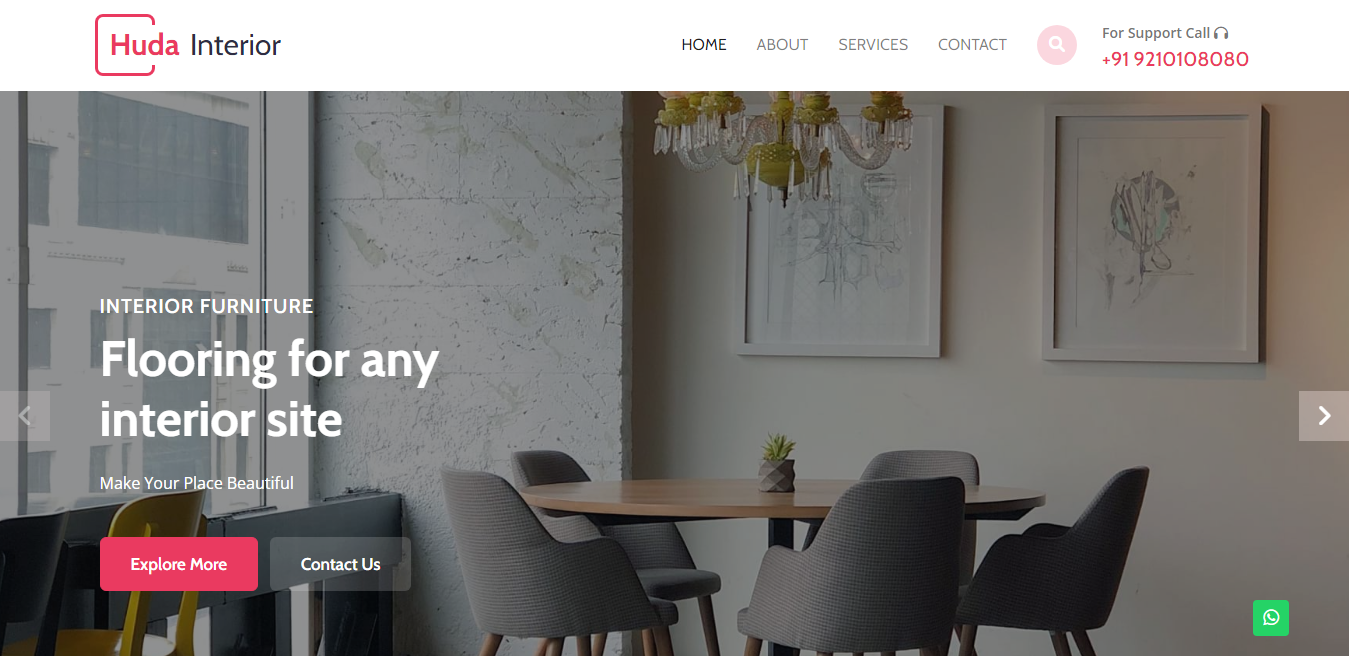 Huda Interior
HOME ABOUT SERVICES CONTACT
For Support Call
+91 9210108080
INTERIOR FURNITURE
Flooring for any
interior site
Make Your Place Beautiful
Explore More Contact Us